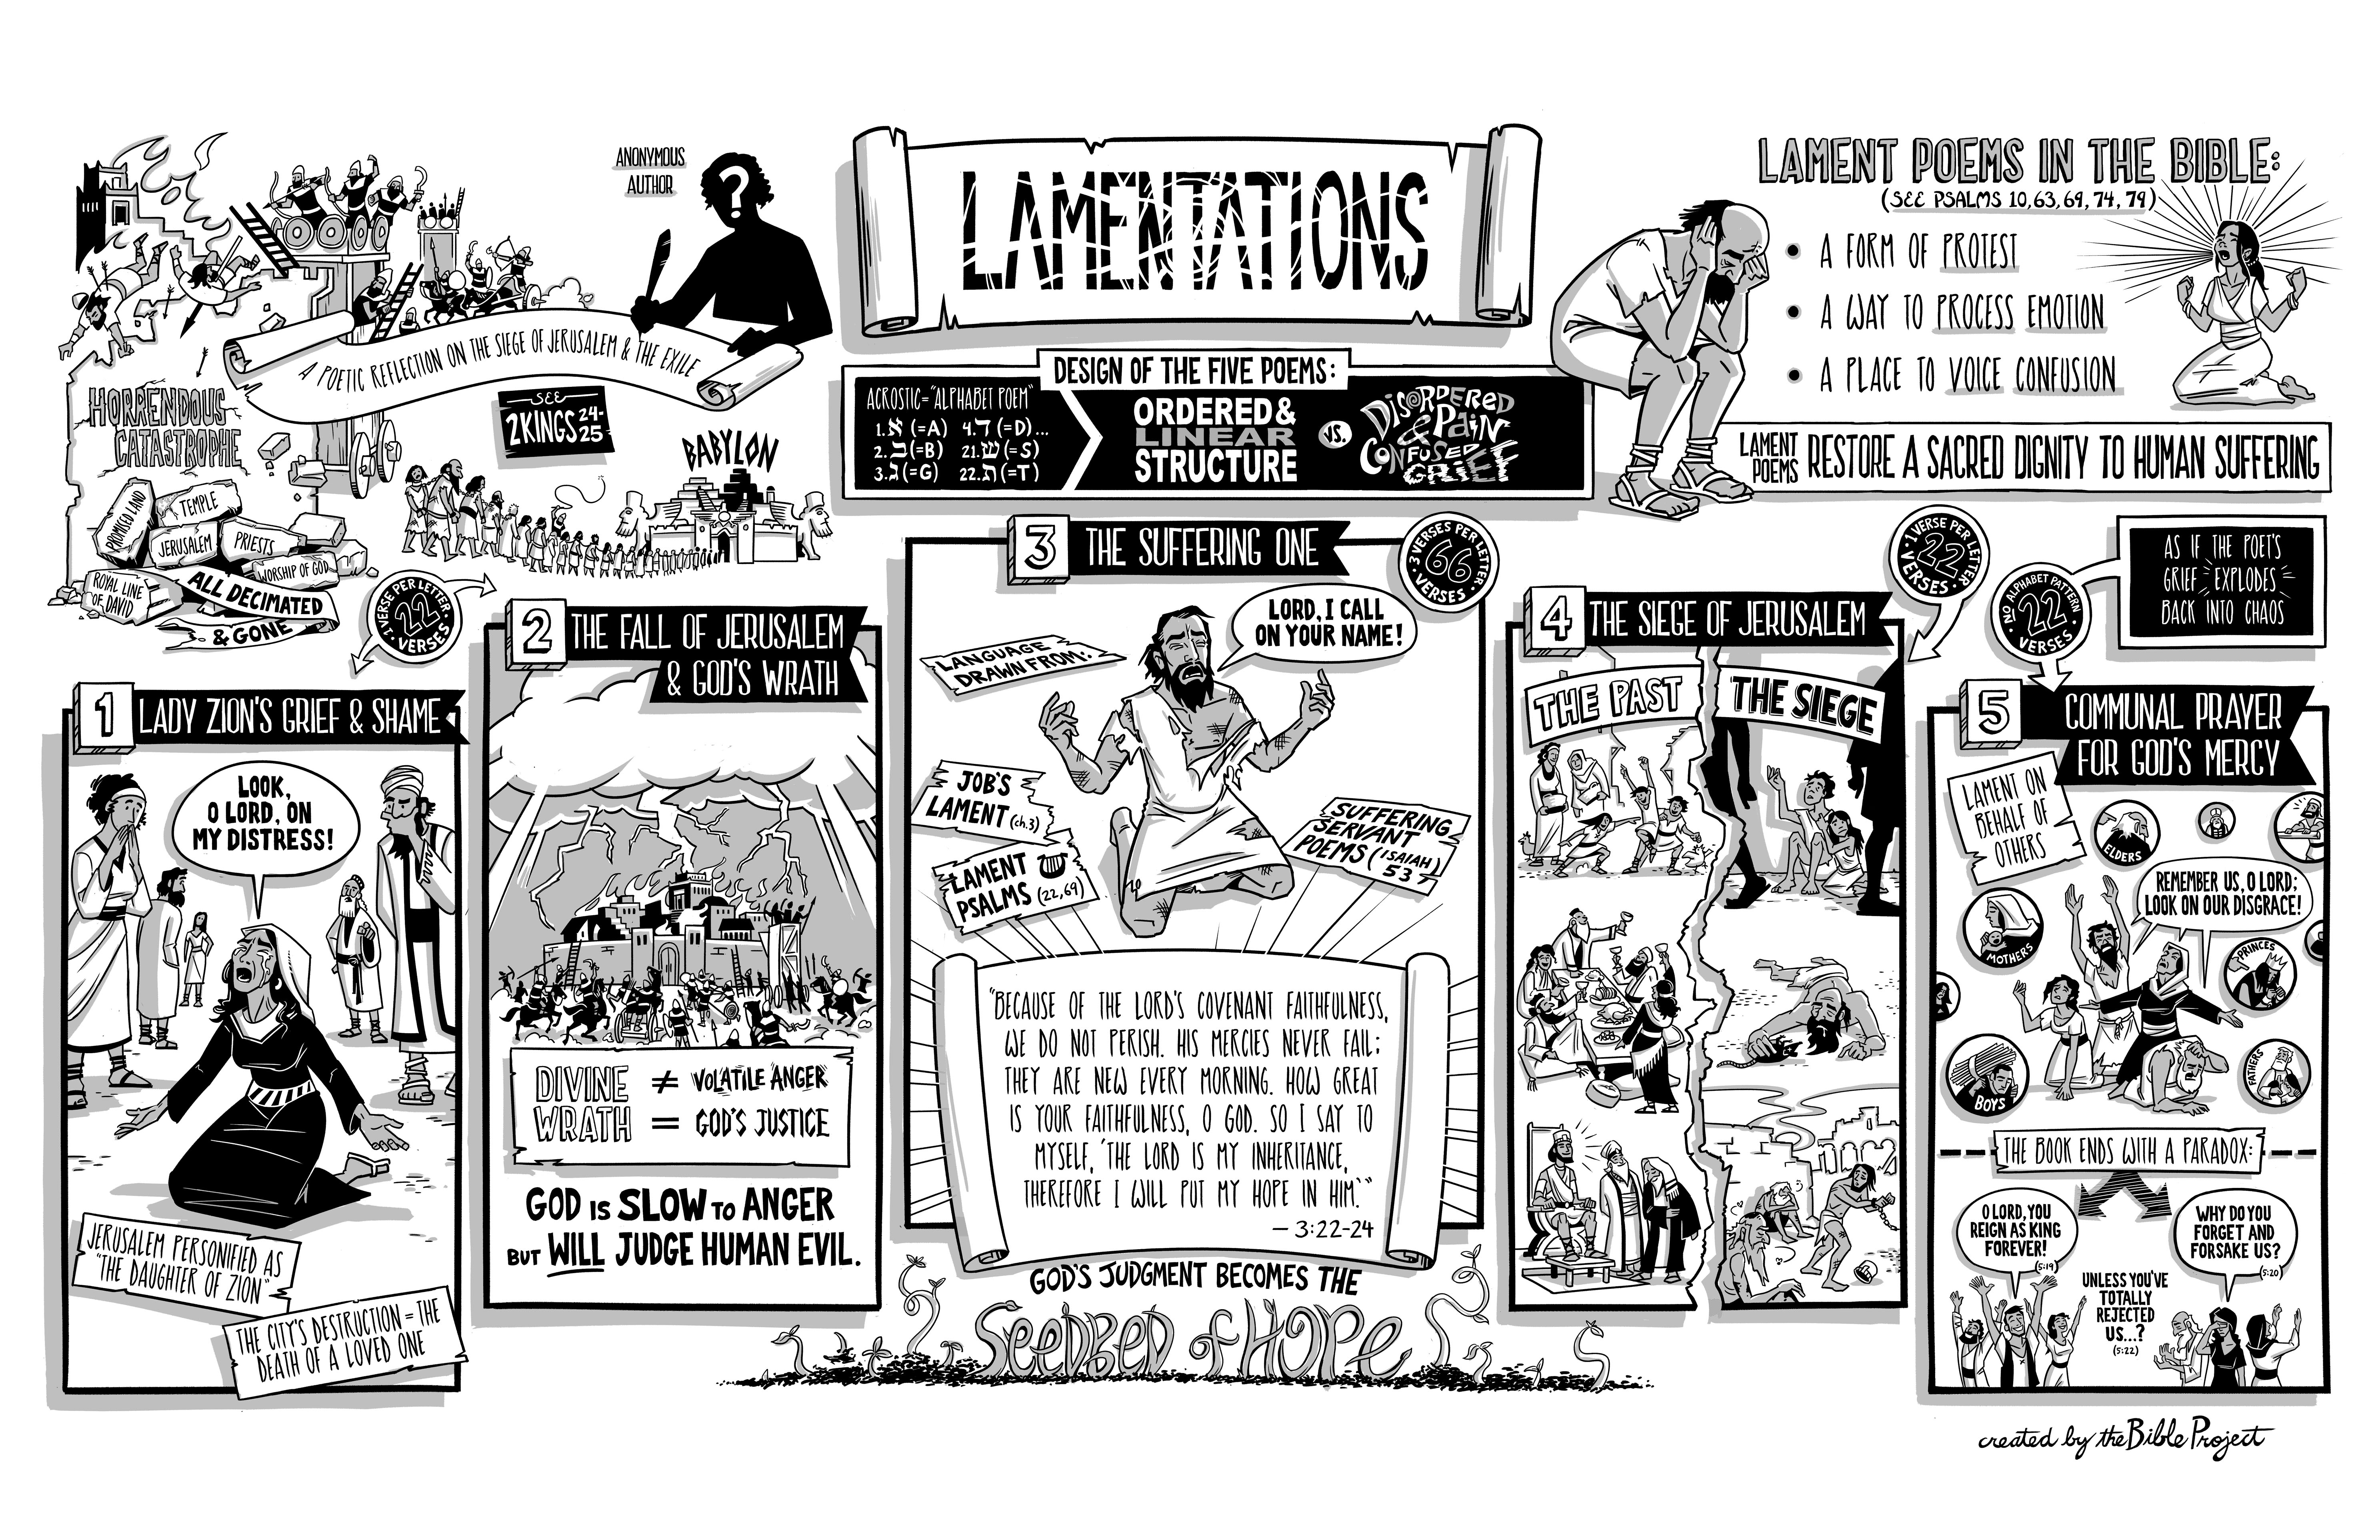 ANONYMOUS
AUTHOR
?
A POETIC REFLECTION ON THE SIEGE OF JERUSALEM & THE EXILE
SEE
2 KINGS 24-
25
HORRENDOUS
CATASTROPHE
PROMISED LAND
TEMPLE
JERUSALEM
PRIESTS
WORSHIP OF GOD
ROYAL LINE
OF DAVID
ALL DECIMATED
& GONE
BABYLON
LAMENTATIONS
DESIGN OF THE FIVE POEMS:
ACROSTIC="ALPHABET POEM"
1. א (=A) 4. ד (=D)...
2. ב (=B) 21. ש (=S)
3. ג (=G) 22. ת (=T)
ORDERED &
LINEAR
STRUCTURE
VS.
DISORDERED
& PAIN
CONFUSED
GRIEF
LAMENT POEMS IN THE BIBLE:
(SEE PSALMS 10, 63, 69, 74, 79)
• A FORM OF PROTEST
• A WAY TO PROCESS EMOTION
• A PLACE TO VOICE CONFUSION
LAMENT
POEMS RESTORE A SACRED DIGNITY TO HUMAN SUFFERING
1 VERSE PER LETTER
22
• VERSES •
1 LADY ZION'S GRIEF & SHAME
LOOK,
O LORD, ON
MY DISTRESS!
JERUSALEM PERSONIFIED AS
"THE DAUGHTER OF ZION"
THE CITY'S DESTRUCTION = THE
DEATH OF A LOVED ONE
2 THE FALL OF JERUSALEM
& GOD'S WRATH
DIVINE
WRATH
≠ VOLATILE ANGER
= GOD'S JUSTICE
GOD IS SLOW TO ANGER
BUT WILL JUDGE HUMAN EVIL.
3 THE SUFFERING ONE
3 VERSES PER LETTER
66
• VERSES •
LORD, I CALL
ON YOUR NAME!
LANGUAGE
DRAWN FROM:
JOB'S
LAMENT (ch.3)
LAMENT
PSALMS (22,69)
SUFFERING
SERVANT
POEMS (ISAIAH)
53
"BECAUSE OF THE LORD'S COVENANT FAITHFULNESS,
WE DO NOT PERISH. HIS MERCIES NEVER FAIL;
THEY ARE NEW EVERY MORNING. HOW GREAT
IS YOUR FAITHFULNESS, O GOD. SO I SAY TO
MYSELF, 'THE LORD IS MY INHERITANCE,
THEREFORE I WILL PUT MY HOPE IN HIM.'"
— 3:22-24
GOD'S JUDGMENT BECOMES THE
SEEDBED of HOPE
1 VERSE PER LETTER
22
• VERSES •
4 THE SIEGE OF JERUSALEM
THE PAST
THE SIEGE
NO ALPHABET PATTERN
22
• VERSES •
AS IF THE POET'S
GRIEF EXPLODES
BACK INTO CHAOS
5 COMMUNAL PRAYER
FOR GOD'S MERCY
LAMENT ON
BEHALF OF
OTHERS
ELDERS
REMEMBER US, O LORD;
LOOK ON OUR DISGRACE!
MOTHERS
PRINCES
BOYS
FATHERS
THE BOOK ENDS WITH A PARADOX:
O LORD, YOU
REIGN AS KING
FOREVER!
(5:19)
WHY DO YOU
FORGET AND
FORSAKE US?
(5:20)
UNLESS YOU'VE
TOTALLY
REJECTED
US...?
(5:22)
created by the Bible Project